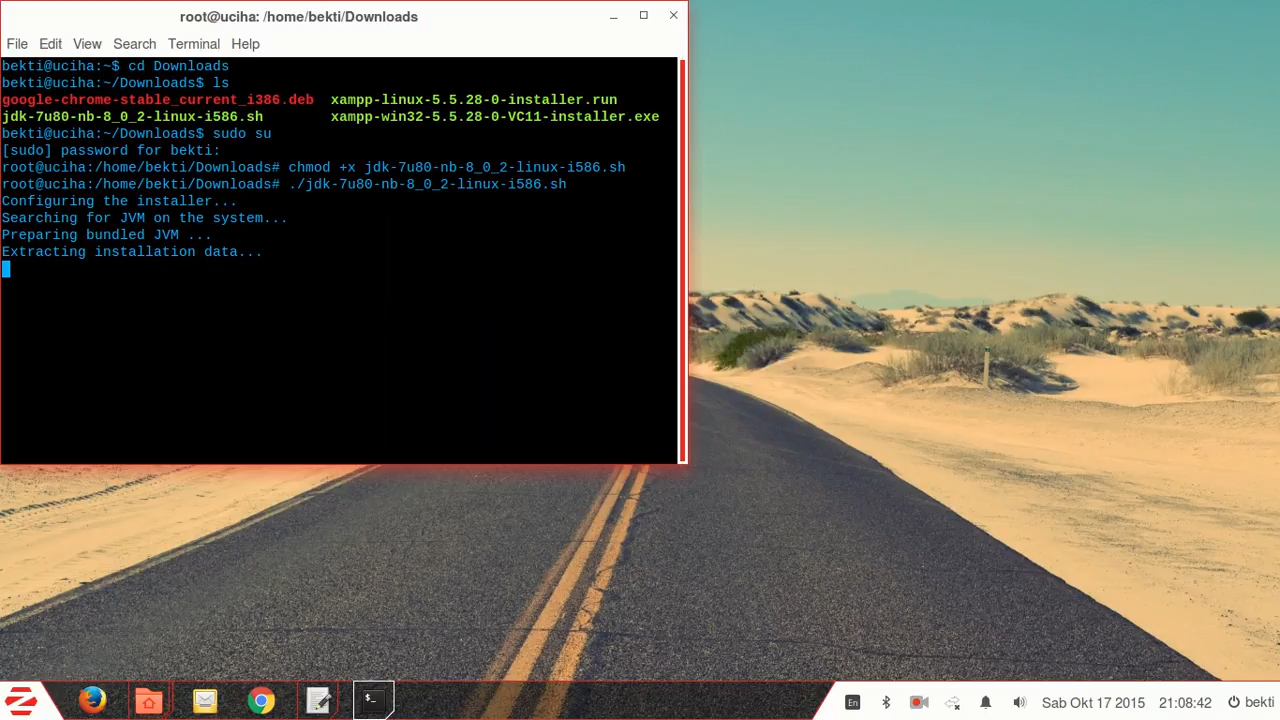 root@uciha: /home/bekti/Downloads
File Edit View Search Terminal Help
bekti@uciha:~$ cd Downloads
bekti@uciha:~/Downloads$ ls
google-chrome-stable_current_i386.deb  xampp-linux-5.5.28-0-installer.run
jdk-7u80-nb-8_0_2-linux-i586.sh        xampp-win32-5.5.28-0-VC11-installer.exe
bekti@uciha:~/Downloads$ sudo su
[sudo] password for bekti:
root@uciha:/home/bekti/Downloads# chmod +x jdk-7u80-nb-8_0_2-linux-i586.sh
root@uciha:/home/bekti/Downloads# ./jdk-7u80-nb-8_0_2-linux-i586.sh
Configuring the installer...
Searching for JVM on the system...
Preparing bundled JVM ...
Extracting installation data...
$_
En Sab Okt 17 2015 21:08:42 bekti